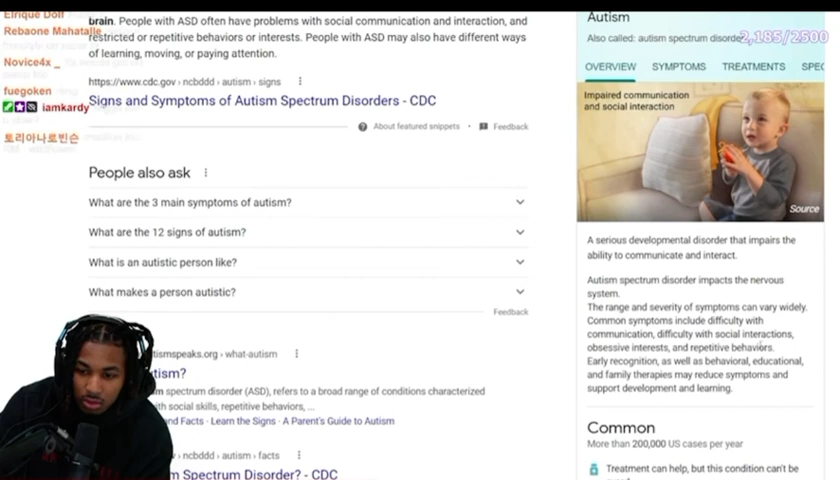 Elrique Dolf
Rebaone Mahatalle
Novice4x _
fuegoken
iamkardy
토리아나로빈슨
brain. People with ASD often have problems with social communication and interaction, and
restricted or repetitive behaviors or interests. People with ASD may also have different ways
of learning, moving, or paying attention.
https://www.cdc.gov › ncbddd › autism › signs
Signs and Symptoms of Autism Spectrum Disorders - CDC
About featured snippets • Feedback
People also ask
What are the 3 main symptoms of autism?
What are the 12 signs of autism?
What is an autistic person like?
What makes a person autistic?
Feedback
tismspeaks.org › what-autism
tism?
m spectrum disorder (ASD), refers to a broad range of conditions characterized
ith social skills, repetitive behaviors, ...
nd Facts · Learn the Signs · A Parent's Guide to Autism
› ncbddd › autism › facts
m Spectrum Disorder? - CDC
Autism
Also called: autism spectrum disorde
2,185/2500
OVERVIEW SYMPTOMS TREATMENTS SPEC
Impaired communication
and social interaction
Source
A serious developmental disorder that impairs the
ability to communicate and interact.
Autism spectrum disorder impacts the nervous
system.
The range and severity of symptoms can vary widely.
Common symptoms include difficulty with
communication, difficulty with social interactions,
obsessive interests, and repetitive behaviors.
Early recognition, as well as behavioral, educational,
and family therapies may reduce symptoms and
support development and learning.
Common
More than 200,000 US cases per year
Treatment can help, but this condition can't be